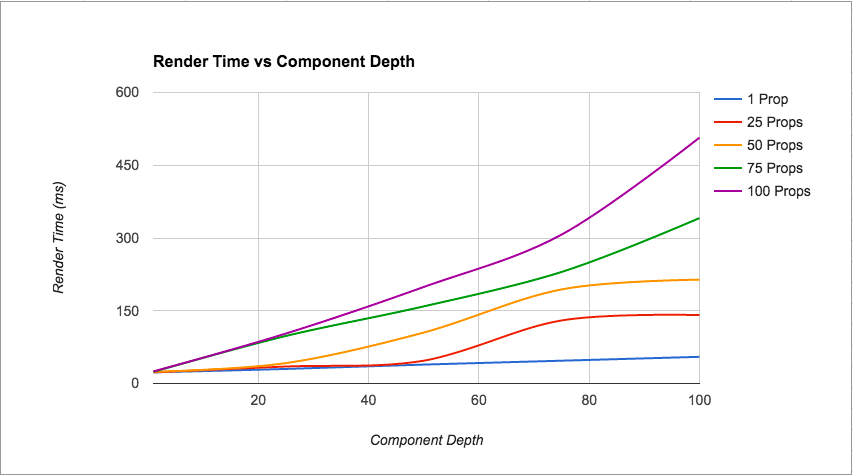 Render Time vs Component Depth
600
450
300
150
0
Render Time (ms)
20 40 60 80 100
Component Depth
1 Prop
25 Props
50 Props
75 Props
100 Props